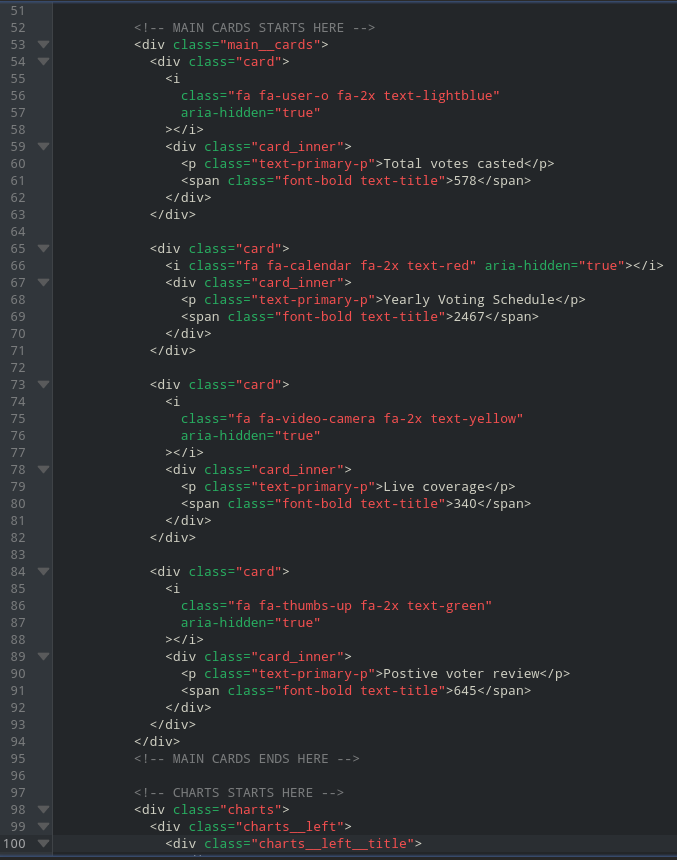 51
52 <!-- MAIN CARDS STARTS HERE -->
53 <div class="main__cards">
54 <div class="card">
55 <i
56 class="fa fa-user-o fa-2x text-lightblue"
57 aria-hidden="true"
58 ></i>
59 <div class="card_inner">
60 <p class="text-primary-p">Total votes casted</p>
61 <span class="font-bold text-title">578</span>
62 </div>
63 </div>
64
65 <div class="card">
66 <i class="fa fa-calendar fa-2x text-red" aria-hidden="true"></i>
67 <div class="card_inner">
68 <p class="text-primary-p">Yearly Voting Schedule</p>
69 <span class="font-bold text-title">2467</span>
70 </div>
71 </div>
72
73 <div class="card">
74 <i
75 class="fa fa-video-camera fa-2x text-yellow"
76 aria-hidden="true"
77 ></i>
78 <div class="card_inner">
79 <p class="text-primary-p">Live coverage</p>
80 <span class="font-bold text-title">340</span>
81 </div>
82 </div>
83
84 <div class="card">
85 <i
86 class="fa fa-thumbs-up fa-2x text-green"
87 aria-hidden="true"
88 ></i>
89 <div class="card_inner">
90 <p class="text-primary-p">Postive voter review</p>
91 <span class="font-bold text-title">645</span>
92 </div>
93 </div>
94 </div>
95 <!-- MAIN CARDS ENDS HERE -->
96
97 <!-- CHARTS STARTS HERE -->
98 <div class="charts">
99 <div class="charts__left">
100 <div class="charts__left__title">